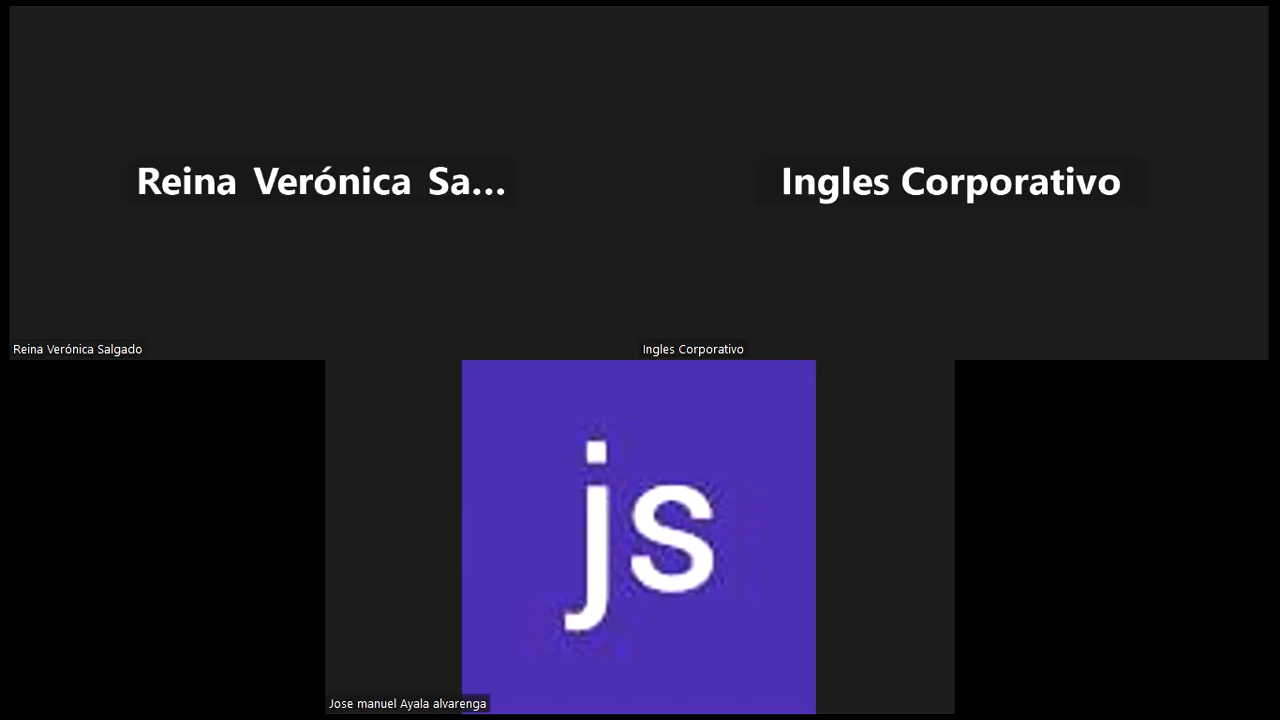 Reina Verónica Sa...
Ingles Corporativo
Reina Verónica Salgado
Ingles Corporativo
js
Jose manuel Ayala alvarenga